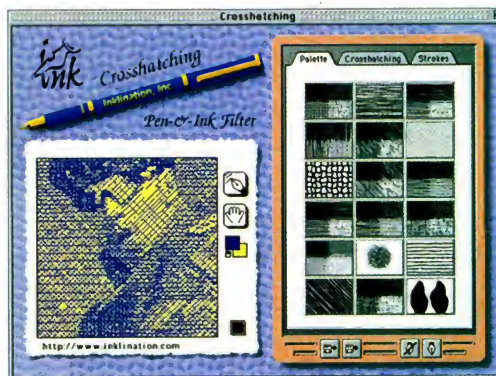 Crosshatching
ink
Crosshatching
Inklination, Inc
Pen-&-Ink Filter
Palette
Crosshatching
Strokes
http://www.inklination.com